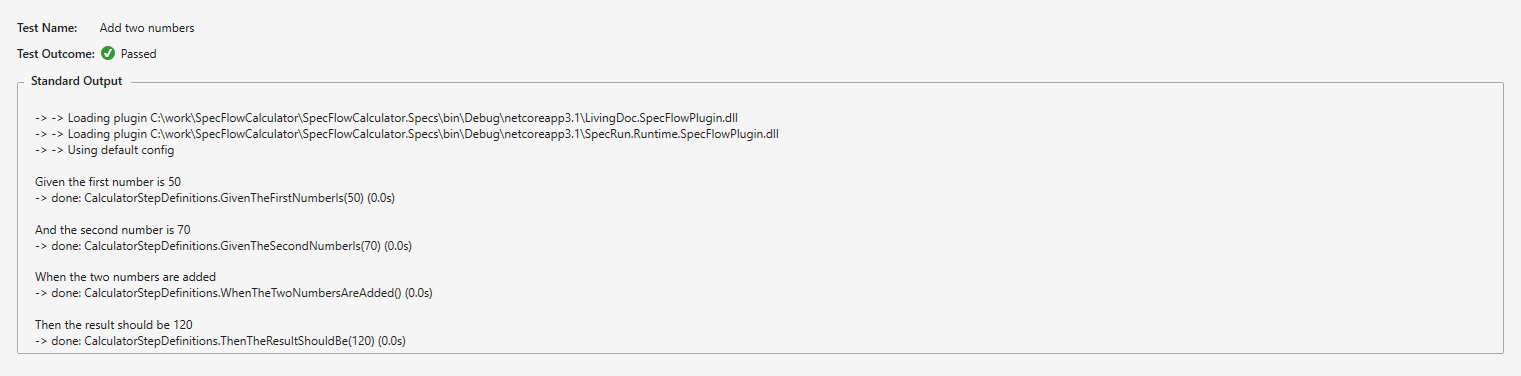 Test Name: Add two numbers
Test Outcome: Passed
Standard Output
-> -> Loading plugin C:\work\SpecFlowCalculator\SpecFlowCalculator.Specs\bin\Debug\netcoreapp3.1\LivingDoc.SpecFlowPlugin.dll
-> -> Loading plugin C:\work\SpecFlowCalculator\SpecFlowCalculator.Specs\bin\Debug\netcoreapp3.1\SpecRun.Runtime.SpecFlowPlugin.dll
-> -> Using default config
Given the first number is 50
-> done: CalculatorStepDefinitions.GivenTheFirstNumberIs(50) (0.0s)
And the second number is 70
-> done: CalculatorStepDefinitions.GivenTheSecondNumberIs(70) (0.0s)
When the two numbers are added
-> done: CalculatorStepDefinitions.WhenTheTwoNumbersAreAdded() (0.0s)
Then the result should be 120
-> done: CalculatorStepDefinitions.ThenTheResultShouldBe(120) (0.0s)